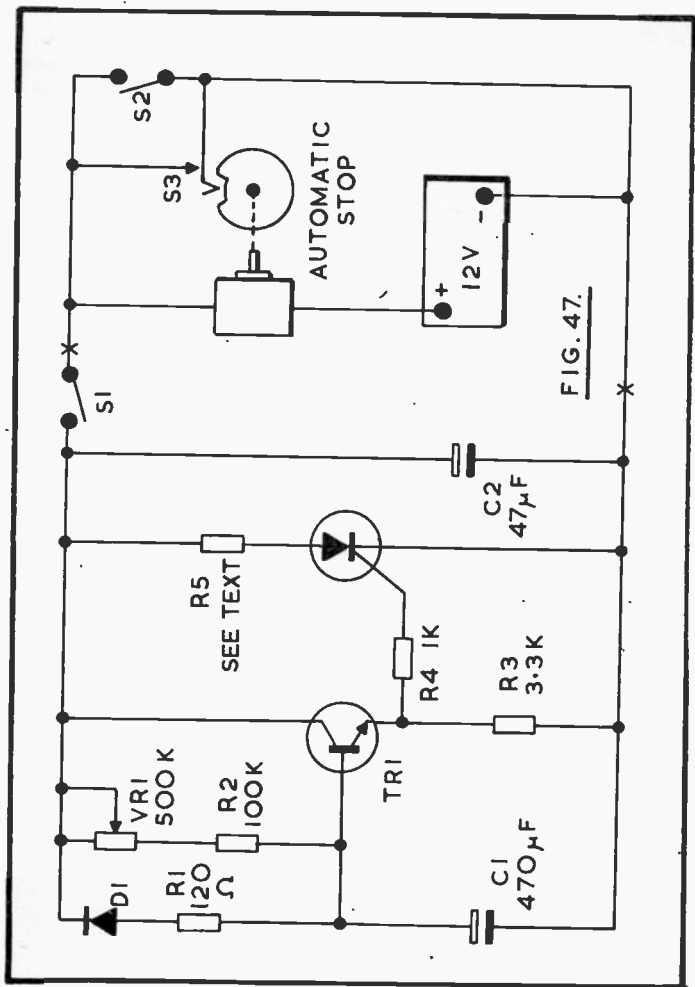 D1
R1
120
Ω
VR1
500K
R2
100K
C1
470µF
TR1
R4 1K
R3
3·3K
R5
SEE TEXT
C2
47µF
S1
X
X
S3
S2
AUTOMATIC
STOP
+
12V
-
FIG. 47.